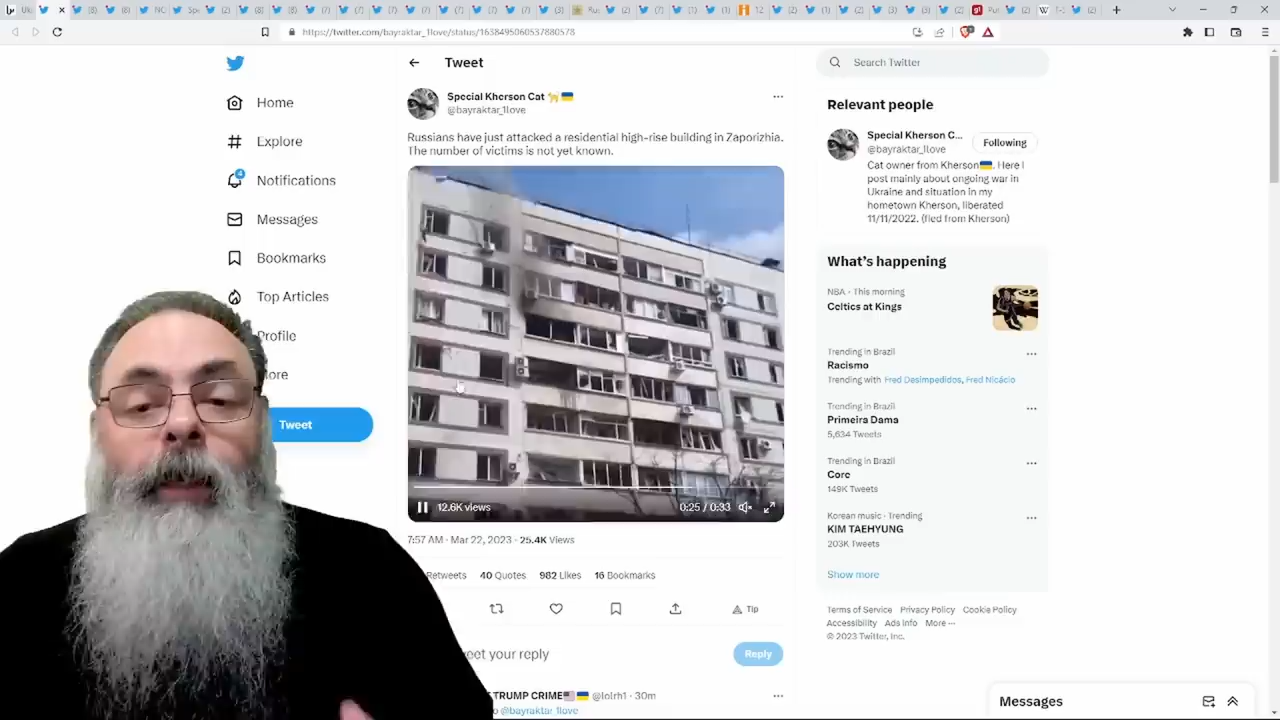 https://twitter.com/bayraktar_1love/status/1638495060537880578
Home
Explore
4
Notifications
Messages
Bookmarks
Top Articles
Profile
Tweet
Tweet
Special Kherson Cat
@bayraktar_1love
Russians have just attacked a residential high-rise building in Zaporizhia.
The number of victims is not yet known.
12.6K views
0:25 / 0:33
7:57 AM · Mar 22, 2023 · 25.4K Views
Retweets 40 Quotes 982 Likes 16 Bookmarks
Tip
eet your reply
Reply
TRUMP CRIME @lolrh1 · 30m
@bayraktar_1love
Search Twitter
Relevant people
Special Kherson C...
@bayraktar_1love
Following
Cat owner from Kherson. Here I
post mainly about ongoing war in
Ukraine and situation in my
hometown Kherson, liberated
11/11/2022. (fled from Kherson)
What's happening
NBA · This morning
Celtics at Kings
Trending in Brazil
Racismo
Trending with Fred Desimpedidos, Fred Nicácio
Trending in Brazil
Primeira Dama
5,634 Tweets
Trending in Brazil
Core
149K Tweets
Korean music · Trending
KIM TAEHYUNG
203K Tweets
Show more
Terms of Service Privacy Policy Cookie Policy
Accessibility Ads Info More ···
© 2023 Twitter, Inc.
Messages